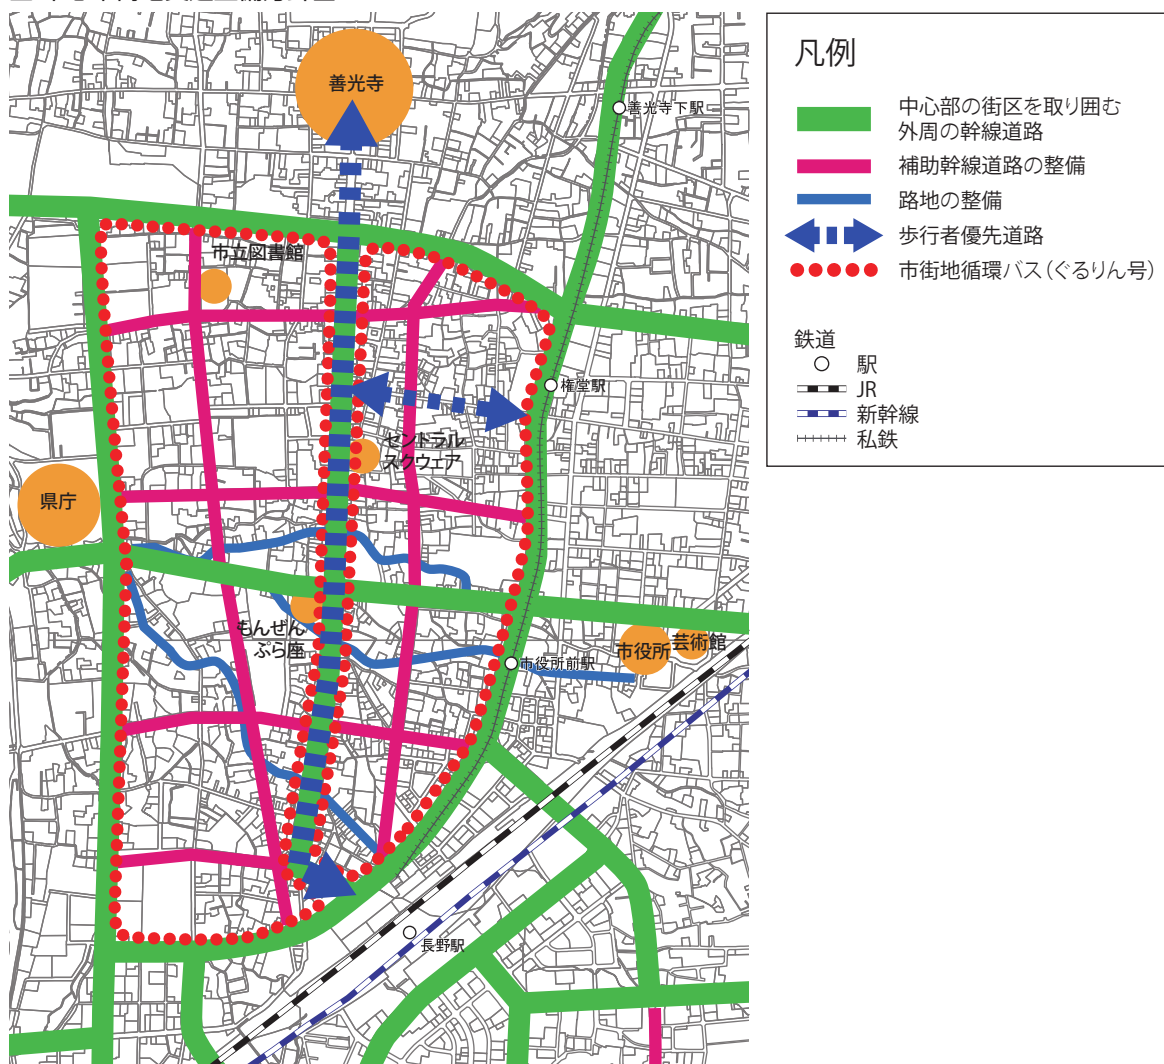 善光寺
善光寺下駅
市立図書館
権堂駅
セントラル
スクウェア
県庁
もんぜん
ぷら座
市役所前駅
市役所
芸術館
長野駅
凡例
中心部の街区を取り囲む
外周の幹線道路
補助幹線道路の整備
路地の整備
歩行者優先道路
市街地循環バス(ぐるりん号)
鉄道
駅
JR
新幹線
私鉄